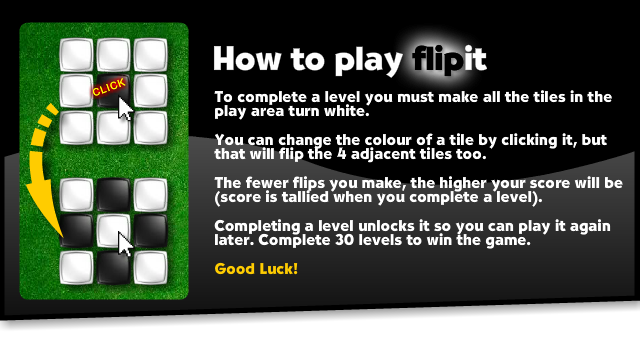 How to play flipit
CLICK
To complete a level you must make all the tiles in the
play area turn white.
You can change the colour of a tile by clicking it, but
that will flip the 4 adjacent tiles too.
The fewer flips you make, the higher your score will be
(score is tallied when you complete a level).
Completing a level unlocks it so you can play it again
later. Complete 30 levels to win the game.
Good Luck!